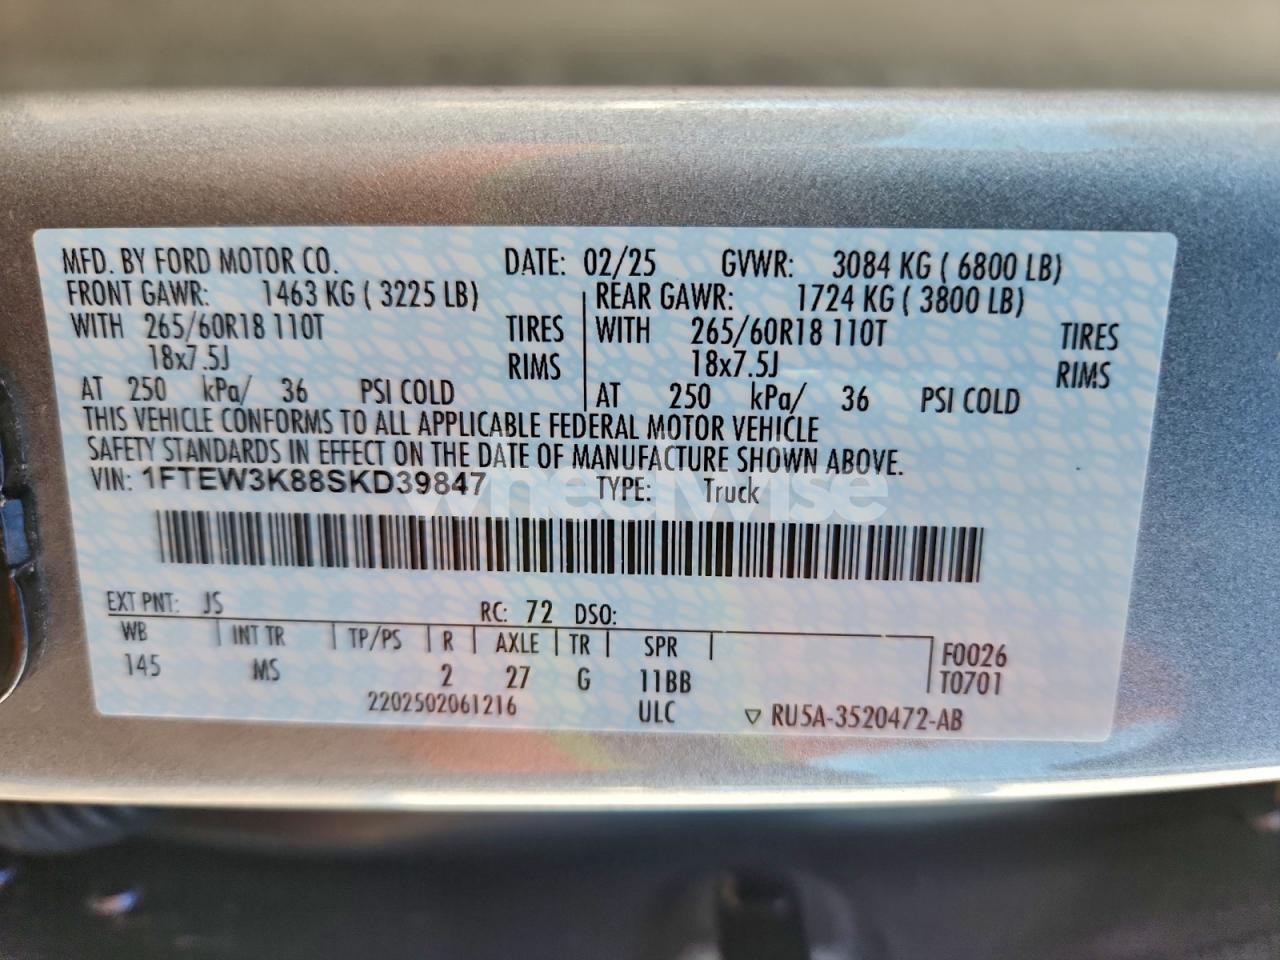 MFD. BY FORD MOTOR CO. DATE: 02/25 GVWR: 3084 KG ( 6800 LB)
FRONT GAWR: 1463 KG ( 3225 LB) REAR GAWR: 1724 KG ( 3800 LB)
WITH 265/60R18 110T TIRES WITH 265/60R18 110T TIRES
18x7.5J RIMS 18x7.5J RIMS
AT 250 kPa/ 36 PSI COLD AT 250 kPa/ 36 PSI COLD
THIS VEHICLE CONFORMS TO ALL APPLICABLE FEDERAL MOTOR VEHICLE
SAFETY STANDARDS IN EFFECT ON THE DATE OF MANUFACTURE SHOWN ABOVE.
VIN: 1FTEW3K88SKD39847 TYPE: Truck
wheelwise
EXT PNT: JS RC: 72 DSO:
WB INT TR TP/PS R AXLE TR SPR F0026
145 MS 2 27 G 11BB T0701
2202502061216 ULC ▽ RU5A-3520472-AB